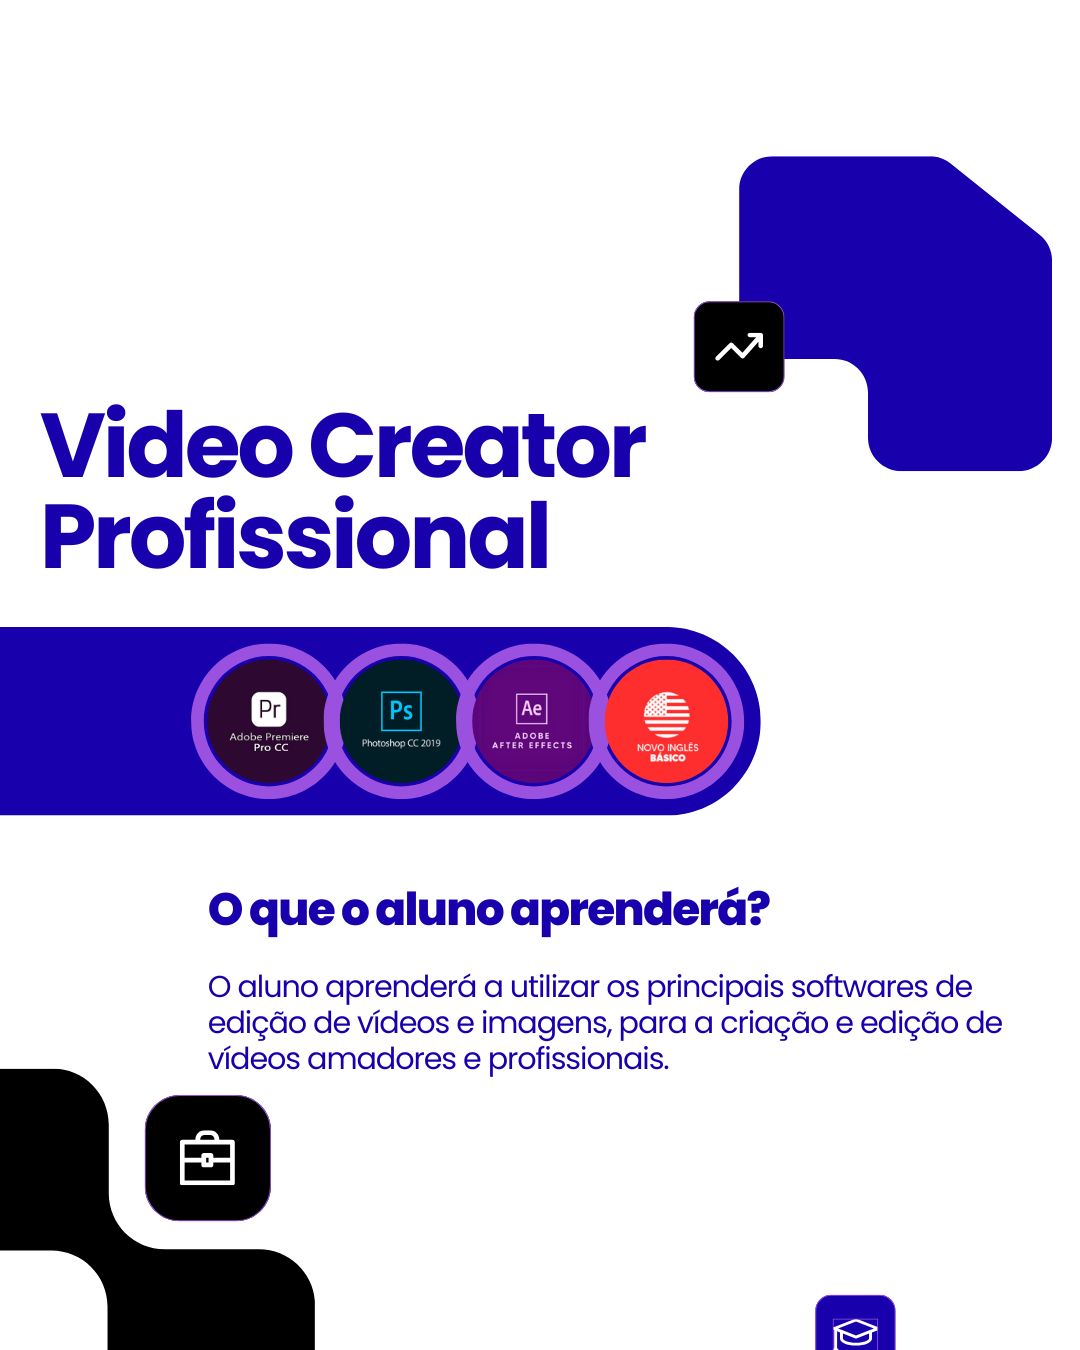 Video Creator
Profissional
Pr
Adobe Premiere
Pro CC
Ps
Photoshop CC 2019
Ae
ADOBE
AFTER EFFECTS
NOVO INGLÊS
BÁSICO
O que o aluno aprenderá?
O aluno aprenderá a utilizar os principais softwares de
edição de vídeos e imagens, para a criação e edição de
vídeos amadores e profissionais.